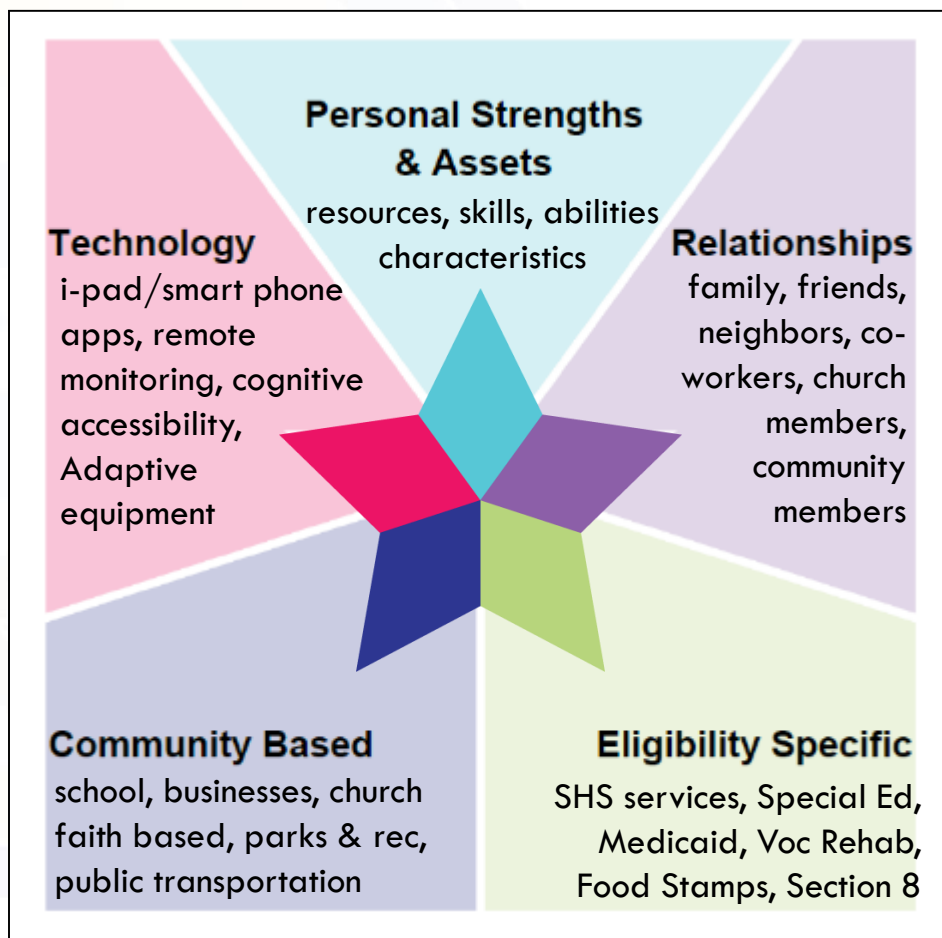 Personal Strengths
& Assets
resources, skills, abilities
characteristics
Technology
i-pad/smart phone
apps, remote
monitoring, cognitive
accessibility,
Adaptive
equipment
Relationships
family, friends,
neighbors, co-
workers, church
members,
community
members
Community Based
school, businesses, church
faith based, parks & rec,
public transportation
Eligibility Specific
SHS services, Special Ed,
Medicaid, Voc Rehab,
Food Stamps, Section 8